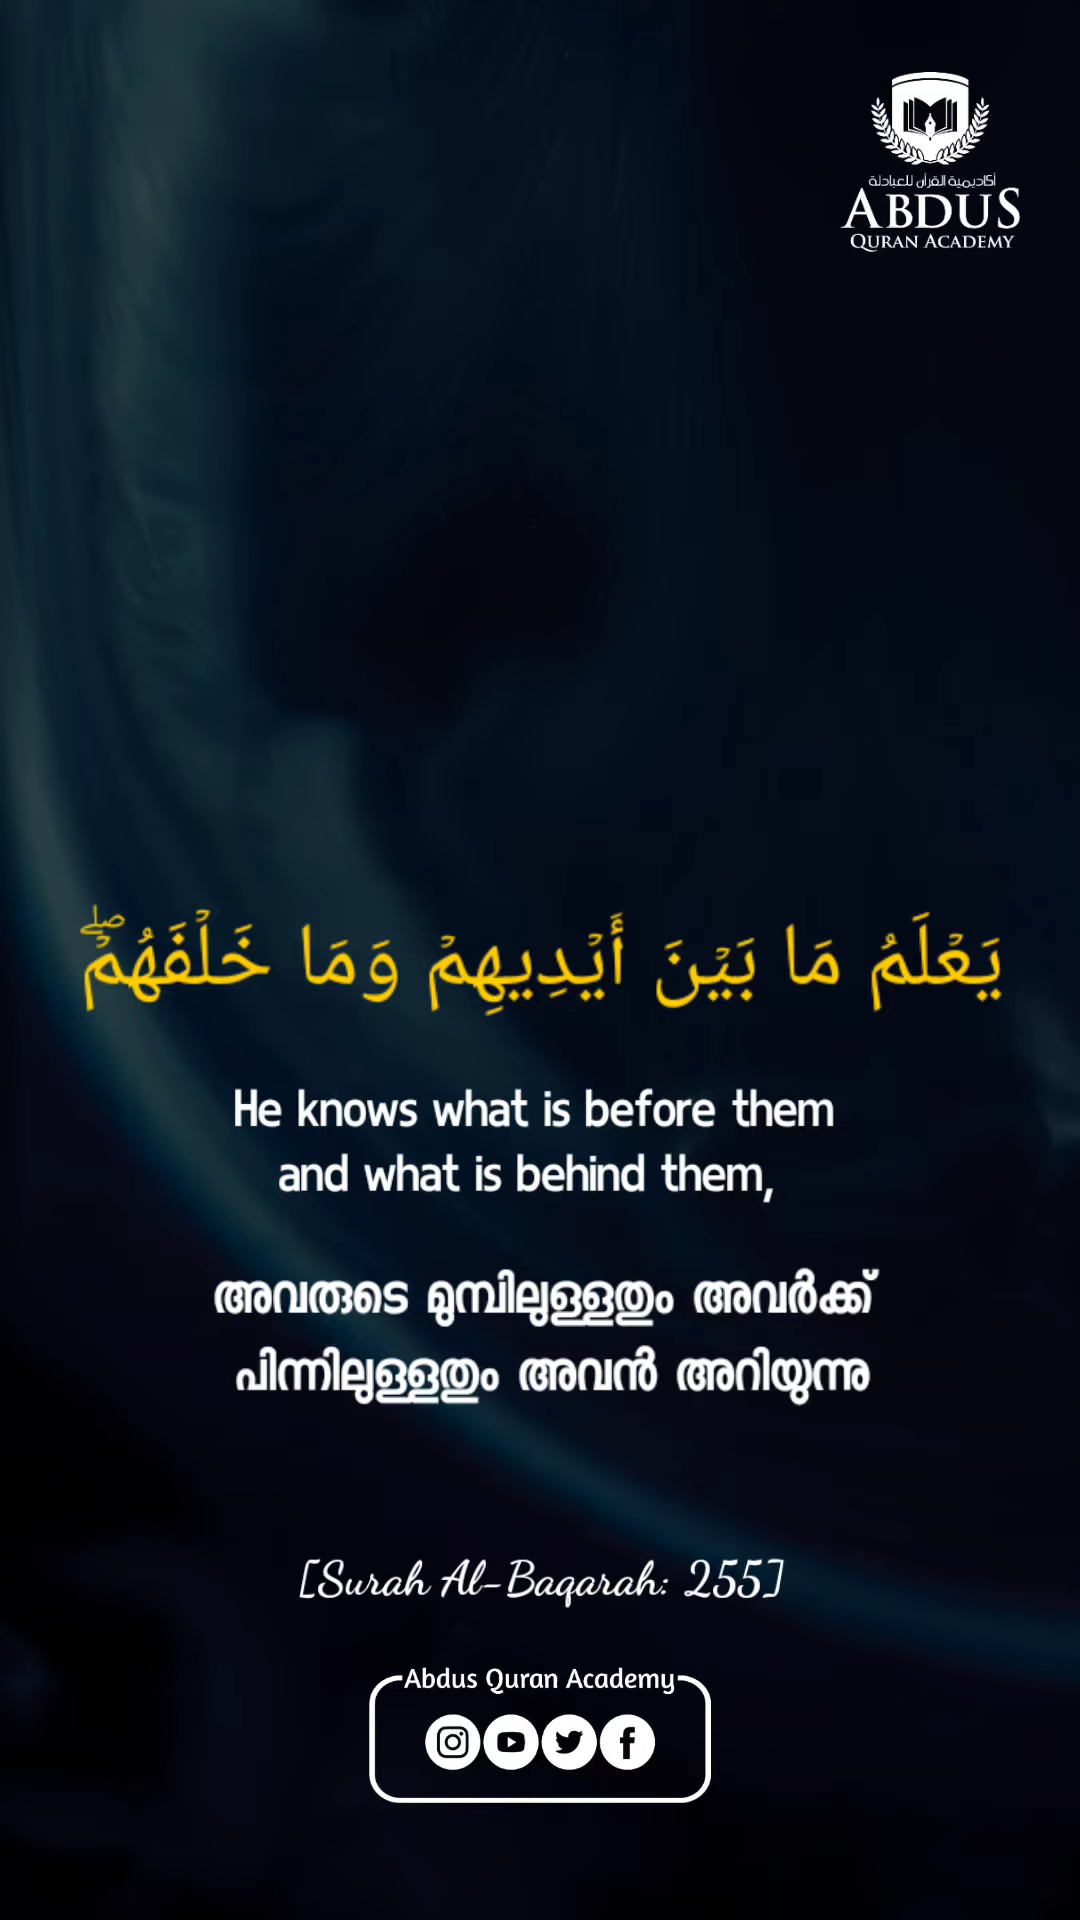 أكاديمية القرآن للعبادلة
ABDUS
QURAN ACADEMY
يَعۡلَمُ مَا بَيۡنَ أَيۡدِيهِمۡ وَمَا خَلۡفَهُمۡۖ
He knows what is before them
and what is behind them,
അവരുടെ മുമ്പിലുള്ളതും അവർക്ക്
പിന്നിലുള്ളതും അവൻ അറിയുന്നു
[Surah Al-Baqarah: 255]
Abdus Quran Academy